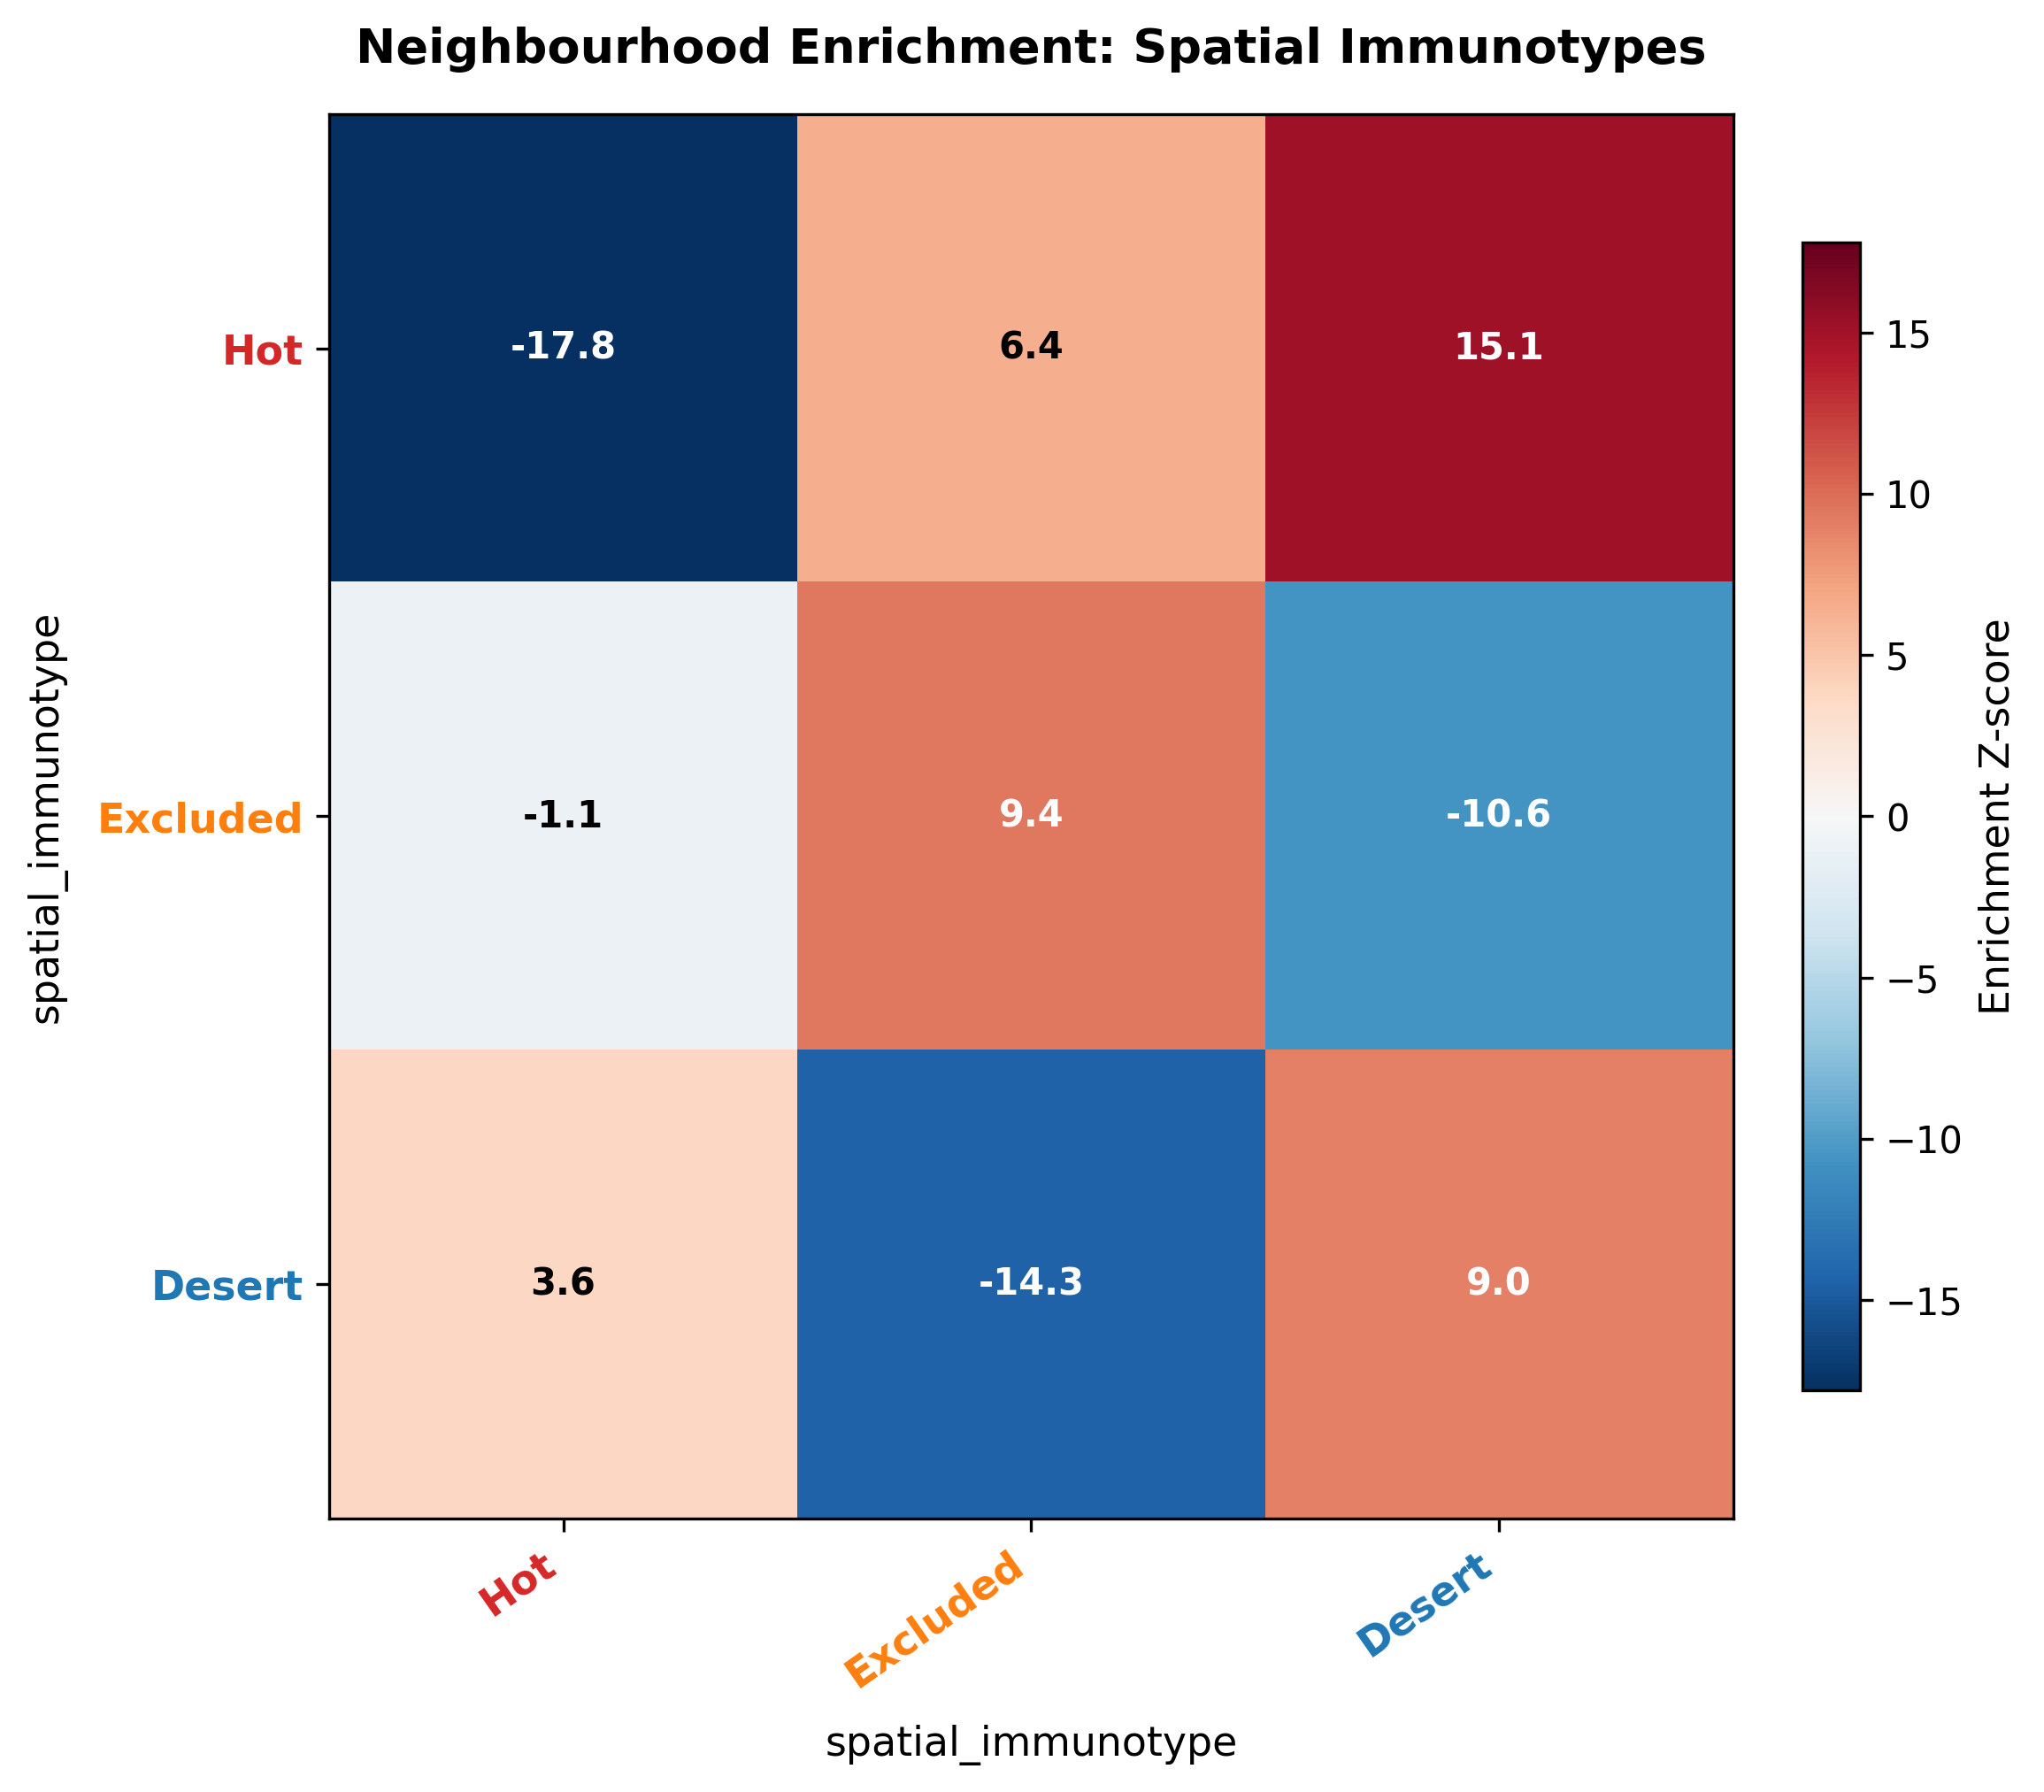 Neighbourhood Enrichment: Spatial Immunotypes
spatial_immunotype
Hot
-17.8
6.4
15.1
Excluded
-1.1
9.4
-10.6
Desert
3.6
-14.3
9.0
Hot
Excluded
Desert
spatial_immunotype
15
10
5
0
−5
−10
−15
Enrichment Z-score